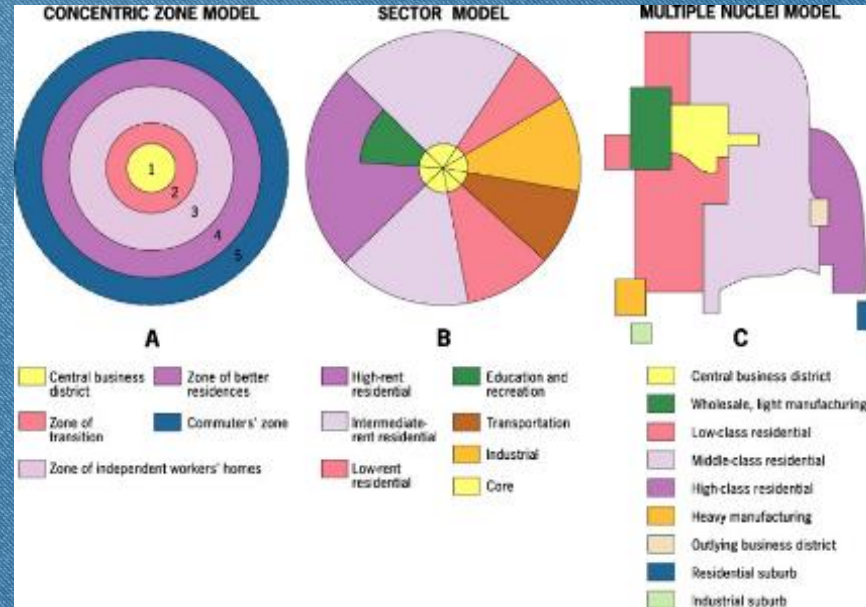 CONCENTRIC ZONE MODEL
SECTOR MODEL
MULTIPLE NUCLEI MODEL
1
2
3
4
5
A
B
C
Central business
district
Zone of
transition
Zone of independent workers' homes
Zone of better
residences
Commuters' zone
High-rent
residential
Intermediate-
rent residential
Low-rent
residential
Education and
recreation
Transportation
Industrial
Core
Central business district
Wholesale, light manufacturing
Low-class residential
Middle-class residential
High-class residential
Heavy manufacturing
Outlying business district
Residential suburb
Industrial suburb